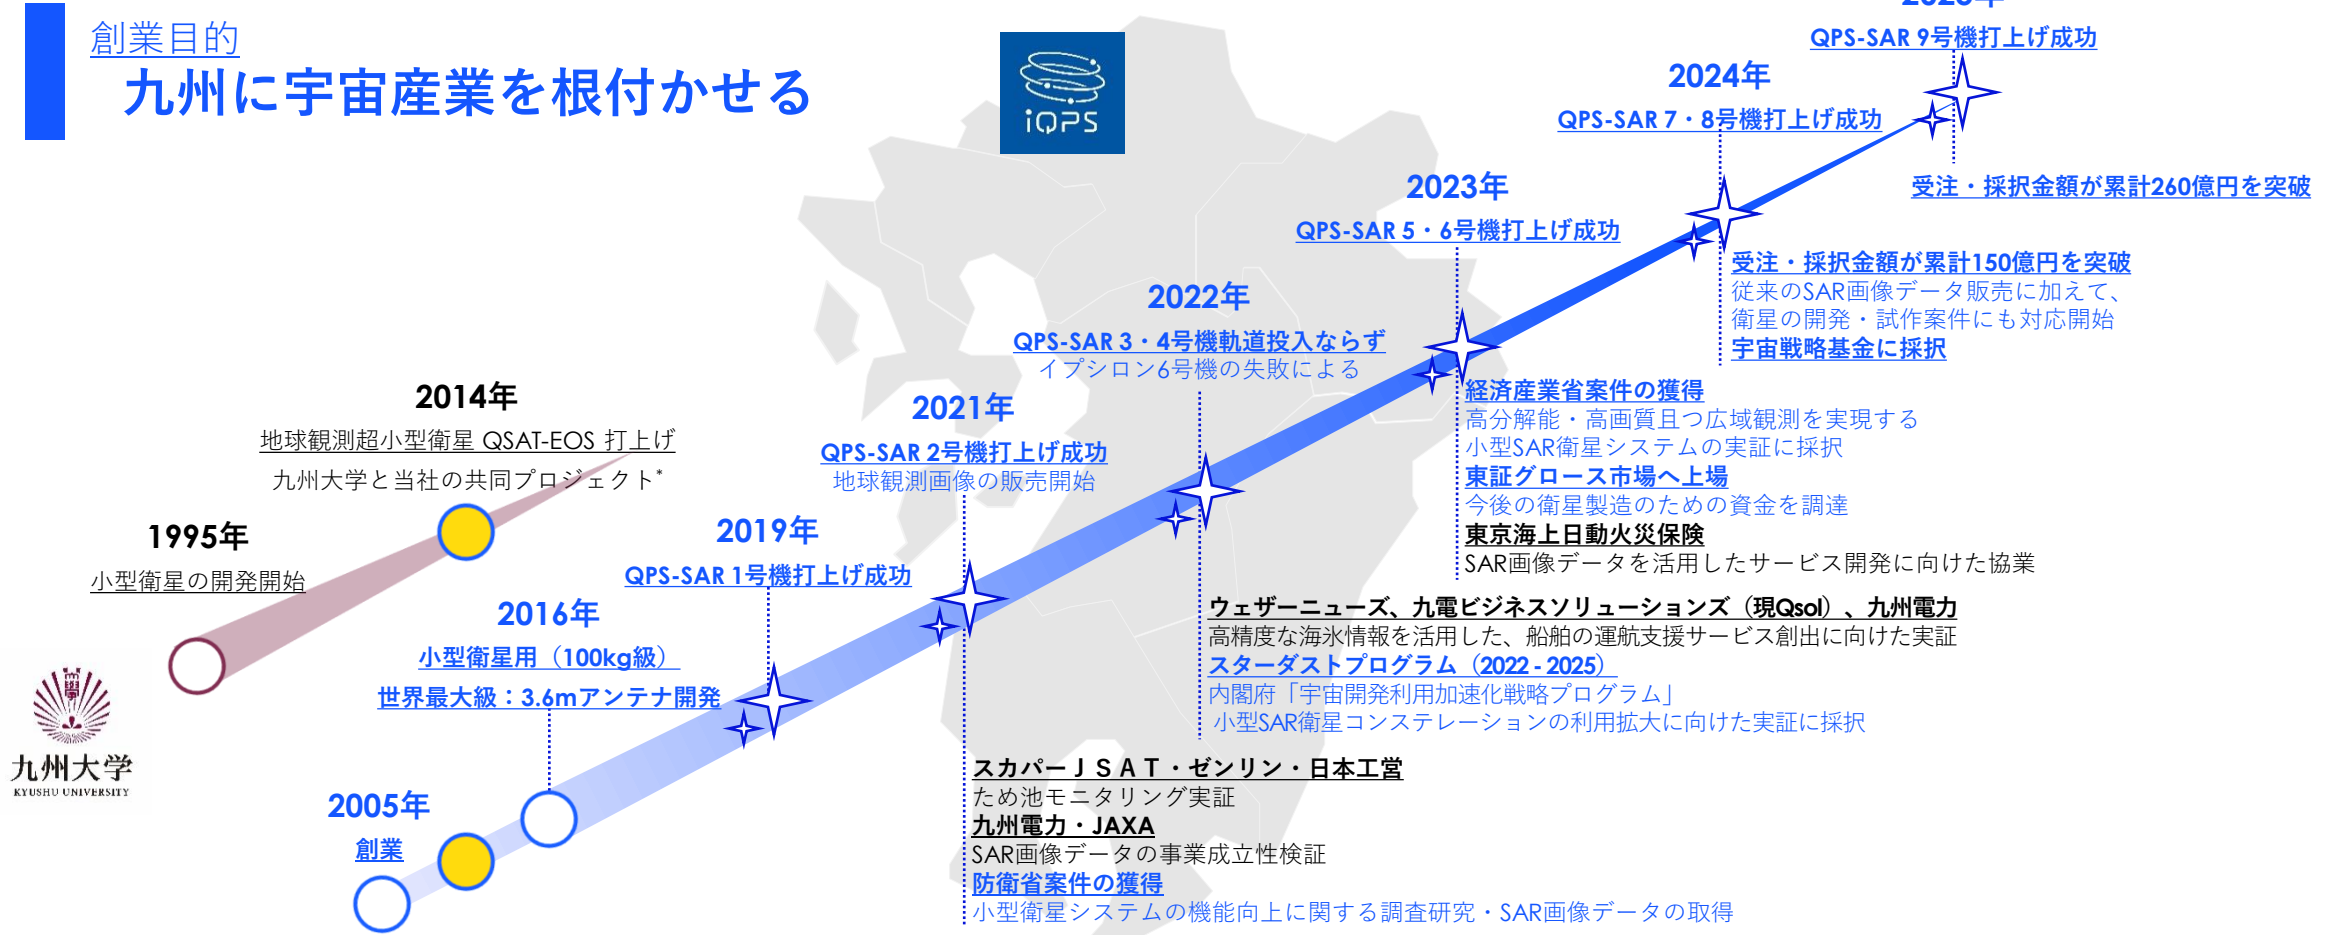 創業目的
九州に宇宙産業を根付かせる
iQPS
1995年
小型衛星の開発開始
2014年
地球観測超小型衛星 QSAT-EOS 打上げ
九州大学と当社の共同プロジェクト*
九州大学
KYUSHU UNIVERSITY
2005年
創業
2016年
小型衛星用（100kg級）
世界最大級：3.6mアンテナ開発
2019年
QPS-SAR 1号機打上げ成功
2021年
QPS-SAR 2号機打上げ成功
地球観測画像の販売開始
スカパーＪＳＡＴ・ゼンリン・日本工営
ため池モニタリング実証
九州電力・JAXA
SAR画像データの事業成立性検証
防衛省案件の獲得
小型衛星システムの機能向上に関する調査研究・SAR画像データの取得
2022年
QPS-SAR 3・4号機軌道投入ならず
イプシロン6号機の失敗による
ウェザーニューズ、九電ビジネスソリューションズ（現Qsol）、九州電力
高精度な海氷情報を活用した、船舶の運航支援サービス創出に向けた実証
スターダストプログラム（2022 - 2025）
内閣府「宇宙開発利用加速化戦略プログラム」
小型SAR衛星コンステレーションの利用拡大に向けた実証に採択
2023年
QPS-SAR 5・6号機打上げ成功
経済産業省案件の獲得
高分解能・高画質且つ広域観測を実現する
小型SAR衛星システムの実証に採択
東証グロース市場へ上場
今後の衛星製造のための資金を調達
東京海上日動火災保険
SAR画像データを活用したサービス開発に向けた協業
2024年
QPS-SAR 7・8号機打上げ成功
受注・採択金額が累計150億円を突破
従来のSAR画像データ販売に加えて、
衛星の開発・試作案件にも対応開始
宇宙戦略基金に採択
QPS-SAR 9号機打上げ成功
受注・採択金額が累計260億円を突破